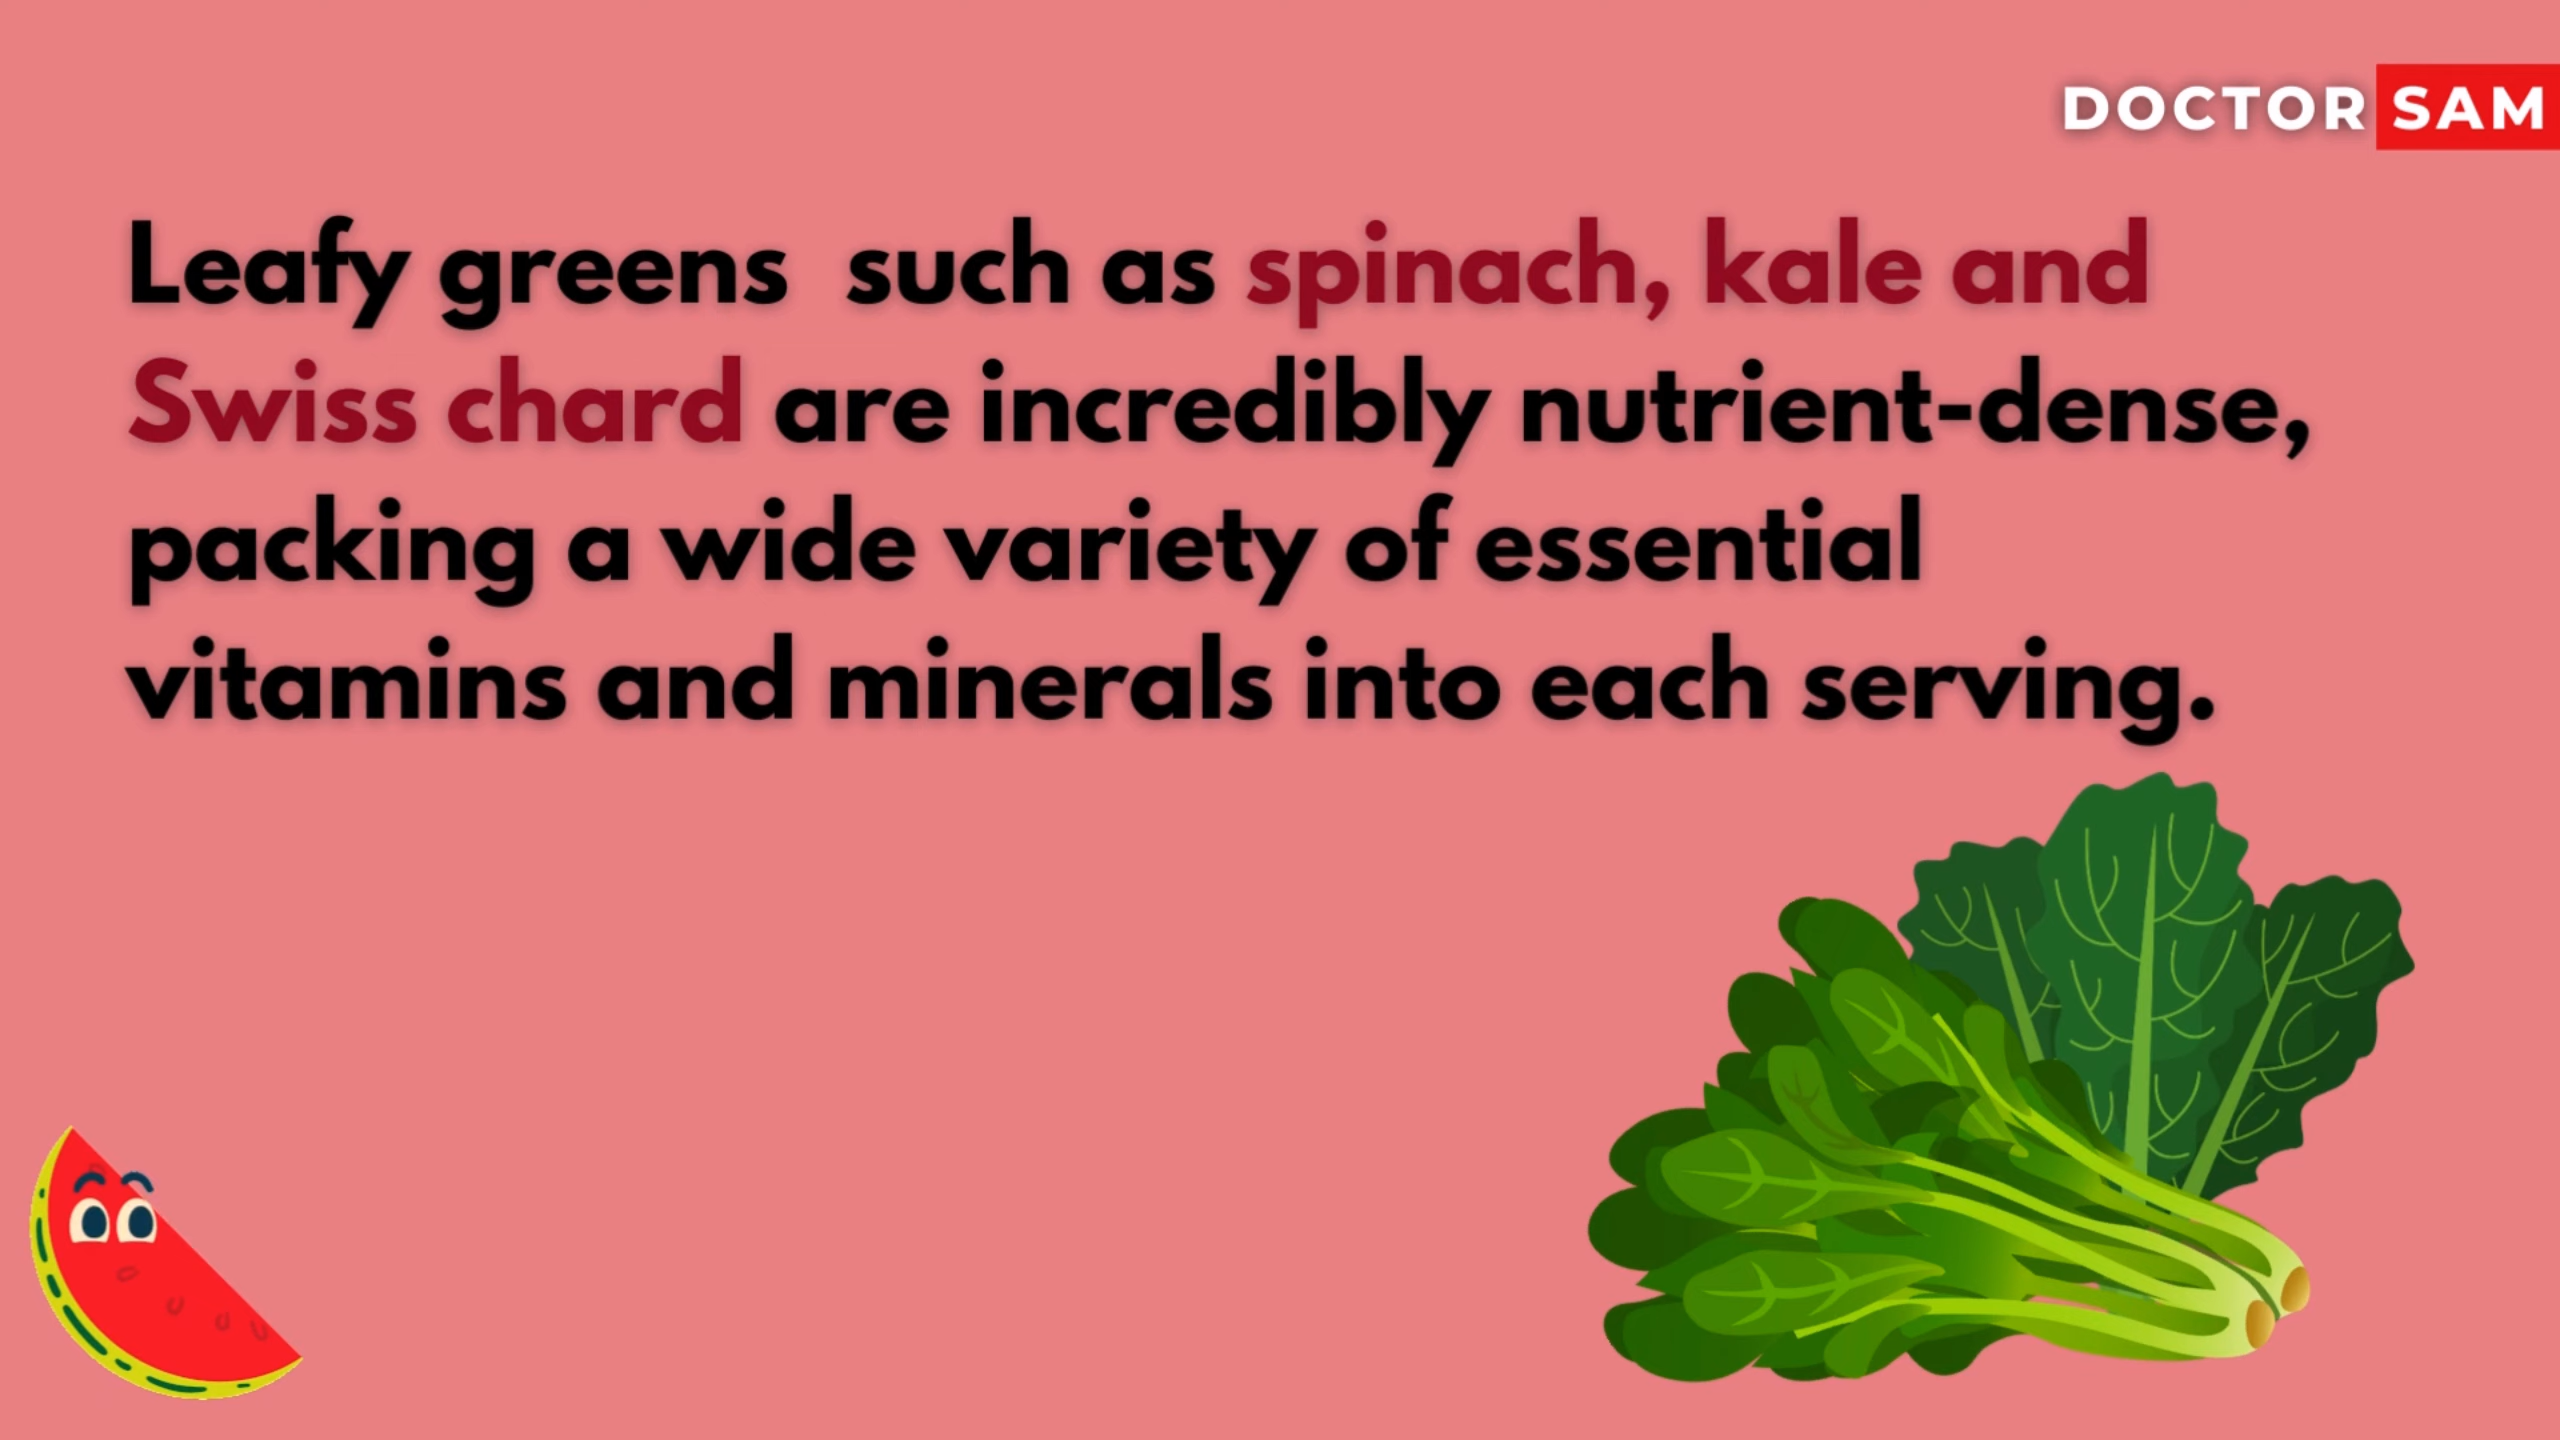 DOCTOR SAM
Leafy greens  such as spinach, kale and
Swiss chard are incredibly nutrient-dense,
packing a wide variety of essential
vitamins and minerals into each serving.